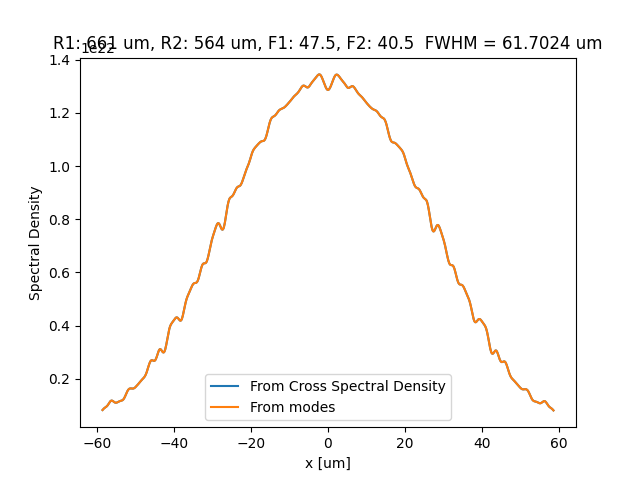 R1: 661 um, R2: 564 um, F1: 47.5, F2: 40.5  FWHM = 61.7024 um
1e22
1.4
1.2
1.0
0.8
0.6
0.4
0.2
Spectral Density
From Cross Spectral Density
From modes
−60
−40
−20
0
20
40
60
x [um]